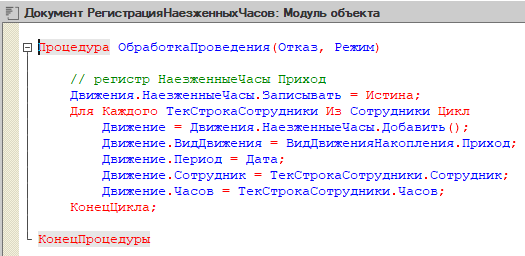 Документ РегистрацияНаезженныхЧасов: Модуль объекта
Процедура ОбработкаПроведения(Отказ, Режим)
// регистр НаезженныеЧасы Приход
Движения.НаезженныеЧасы.Записывать = Истина;
Для Каждого ТекСтрокаСотрудники Из Сотрудники Цикл
Движение = Движения.НаезженныеЧасы.Добавить();
Движение.ВидДвижения = ВидДвиженияНакопления.Приход;
Движение.Период = Дата;
Движение.Сотрудник = ТекСтрокаСотрудники.Сотрудник;
Движение.Часов = ТекСтрокаСотрудники.Часов;
КонецЦикла;
КонецПроцедуры